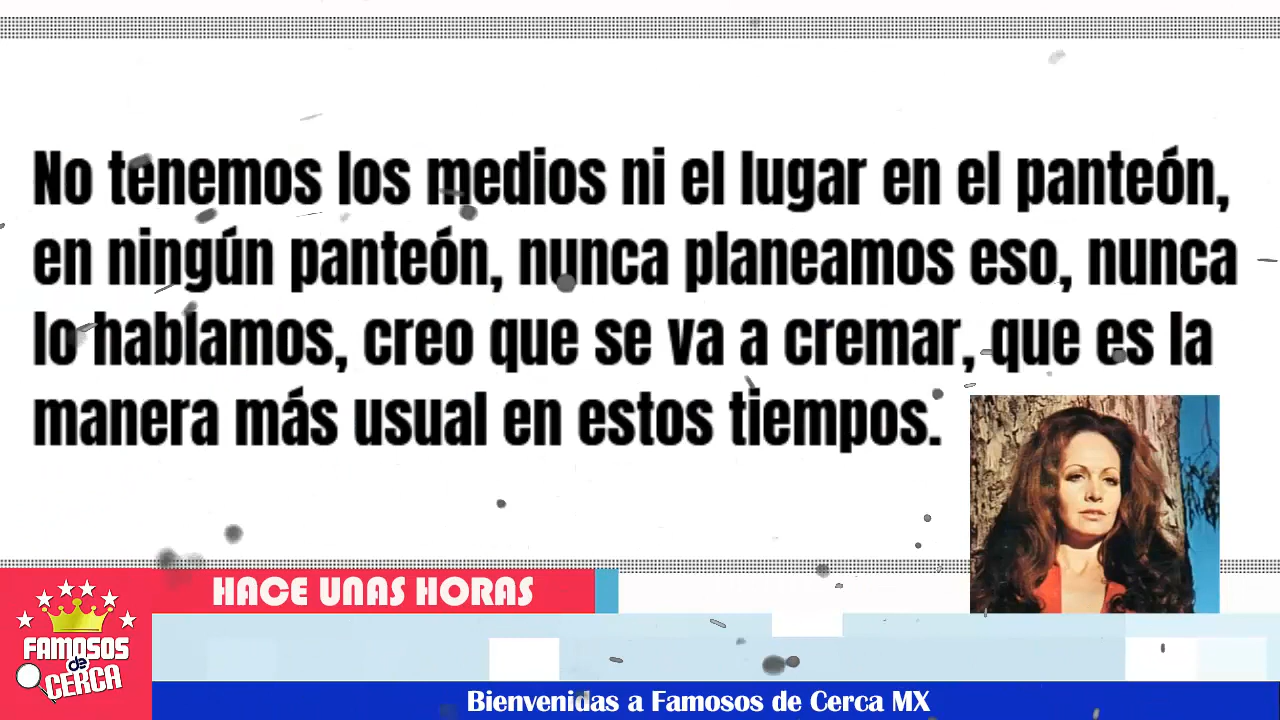 No tenemos los medios ni el lugar en el panteón,
en ningún panteón, nunca planeamos eso, nunca
lo hablamos, creo que se va a cremar, que es la
manera más usual en estos tiempos.
HACE UNAS HORAS
FAMOSOS
de
CERCA
Bienvenidas a Famosos de Cerca MX